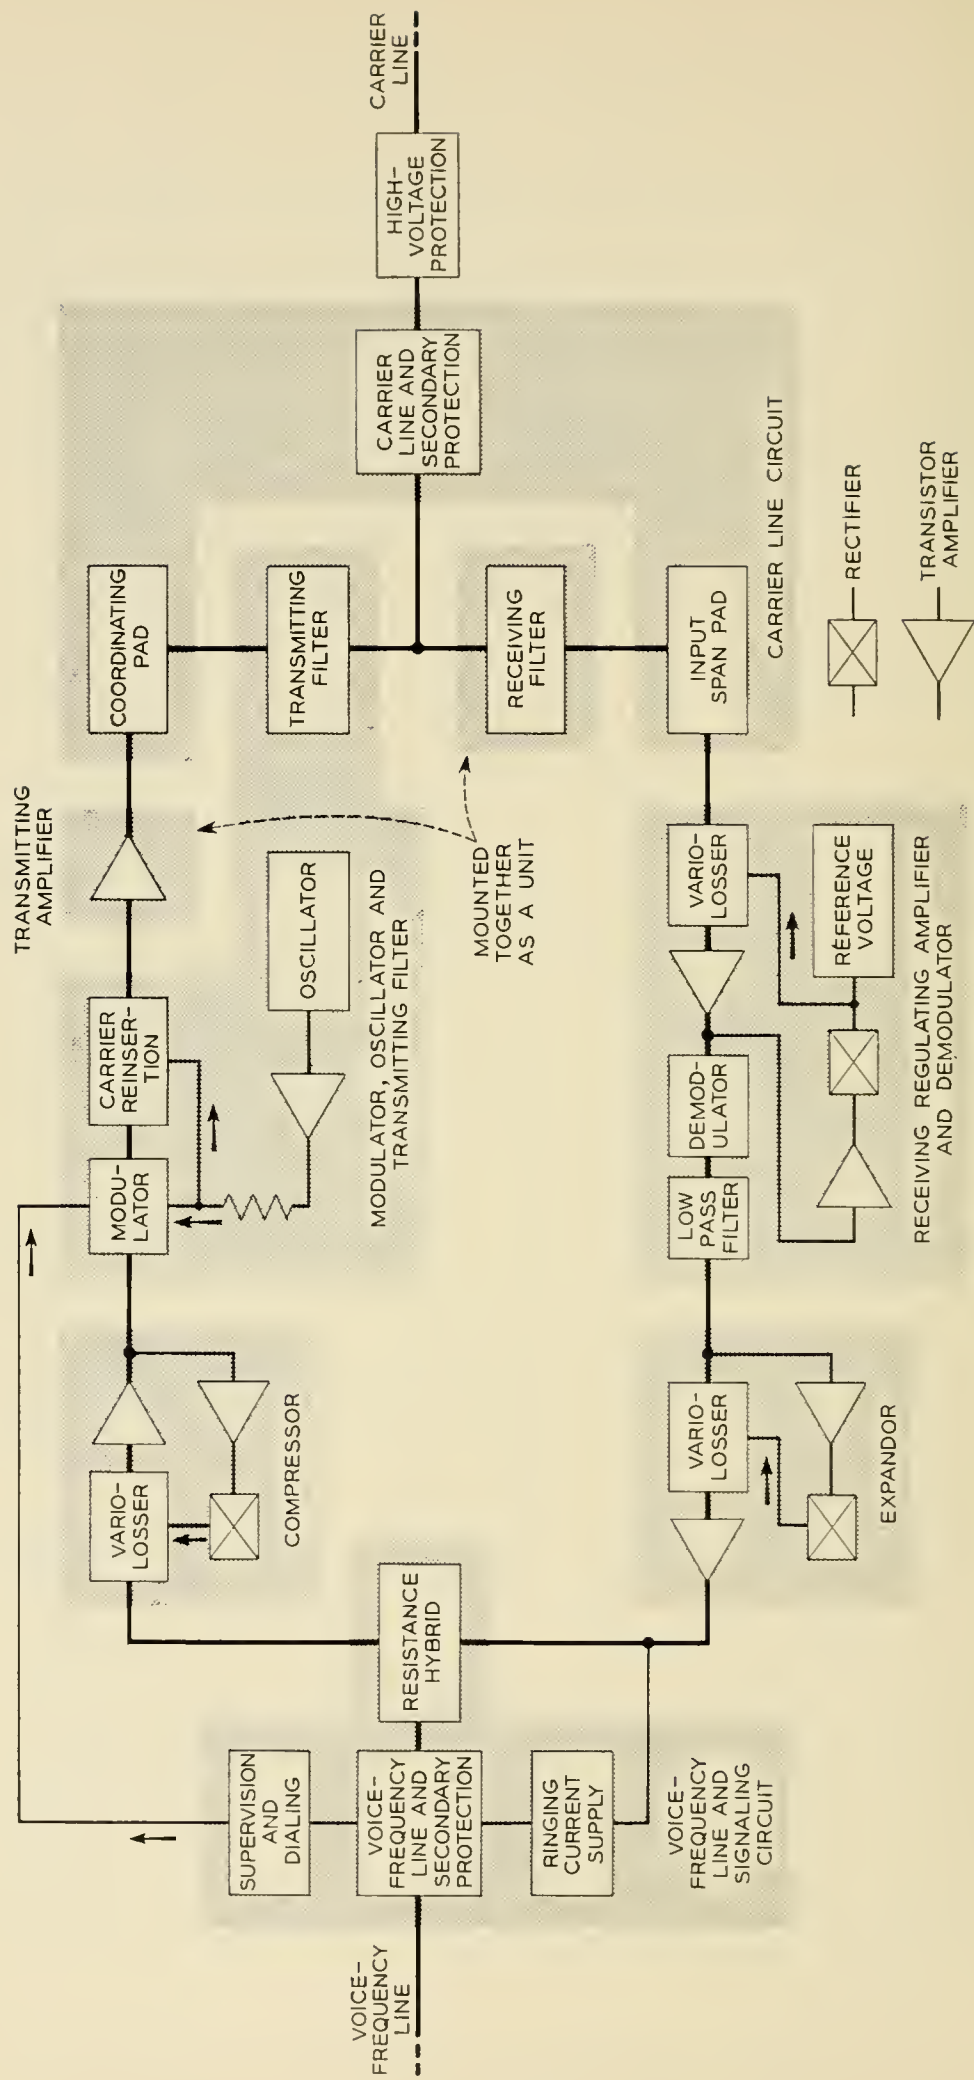 VOICE-
FREQUENCY
LINE
SUPERVISION
AND
DIALING
VOICE-
FREQUENCY
LINE AND
SECONDARY
PROTECTION
RINGING
CURRENT
SUPPLY
VOICE-
FREQUENCY
LINE AND
SIGNALING
CIRCUIT
RESISTANCE
HYBRID
VARIO-
LOSSER
COMPRESSOR
VARIO-
LOSSER
EXPANDOR
MODU-
LATOR
CARRIER
REINSER-
TION
OSCILLATOR
MODULATOR, OSCILLATOR AND
TRANSMITTING FILTER
LOW
PASS
FILTER
DEMOD-
ULATOR
VARIO-
LOSSER
REFERENCE
VOLTAGE
RECEIVING REGULATING AMPLIFIER
AND DEMODULATOR
TRANSMITTING
AMPLIFIER
MOUNTED
TOGETHER
AS A UNIT
COORDINATING
PAD
TRANSMITTING
FILTER
RECEIVING
FILTER
INPUT
SPAN PAD
CARRIER LINE CIRCUIT
CARRIER
LINE AND
SECONDARY
PROTECTION
HIGH-
VOLTAGE
PROTECTION
CARRIER
LINE
RECTIFIER
TRANSISTOR
AMPLIFIER